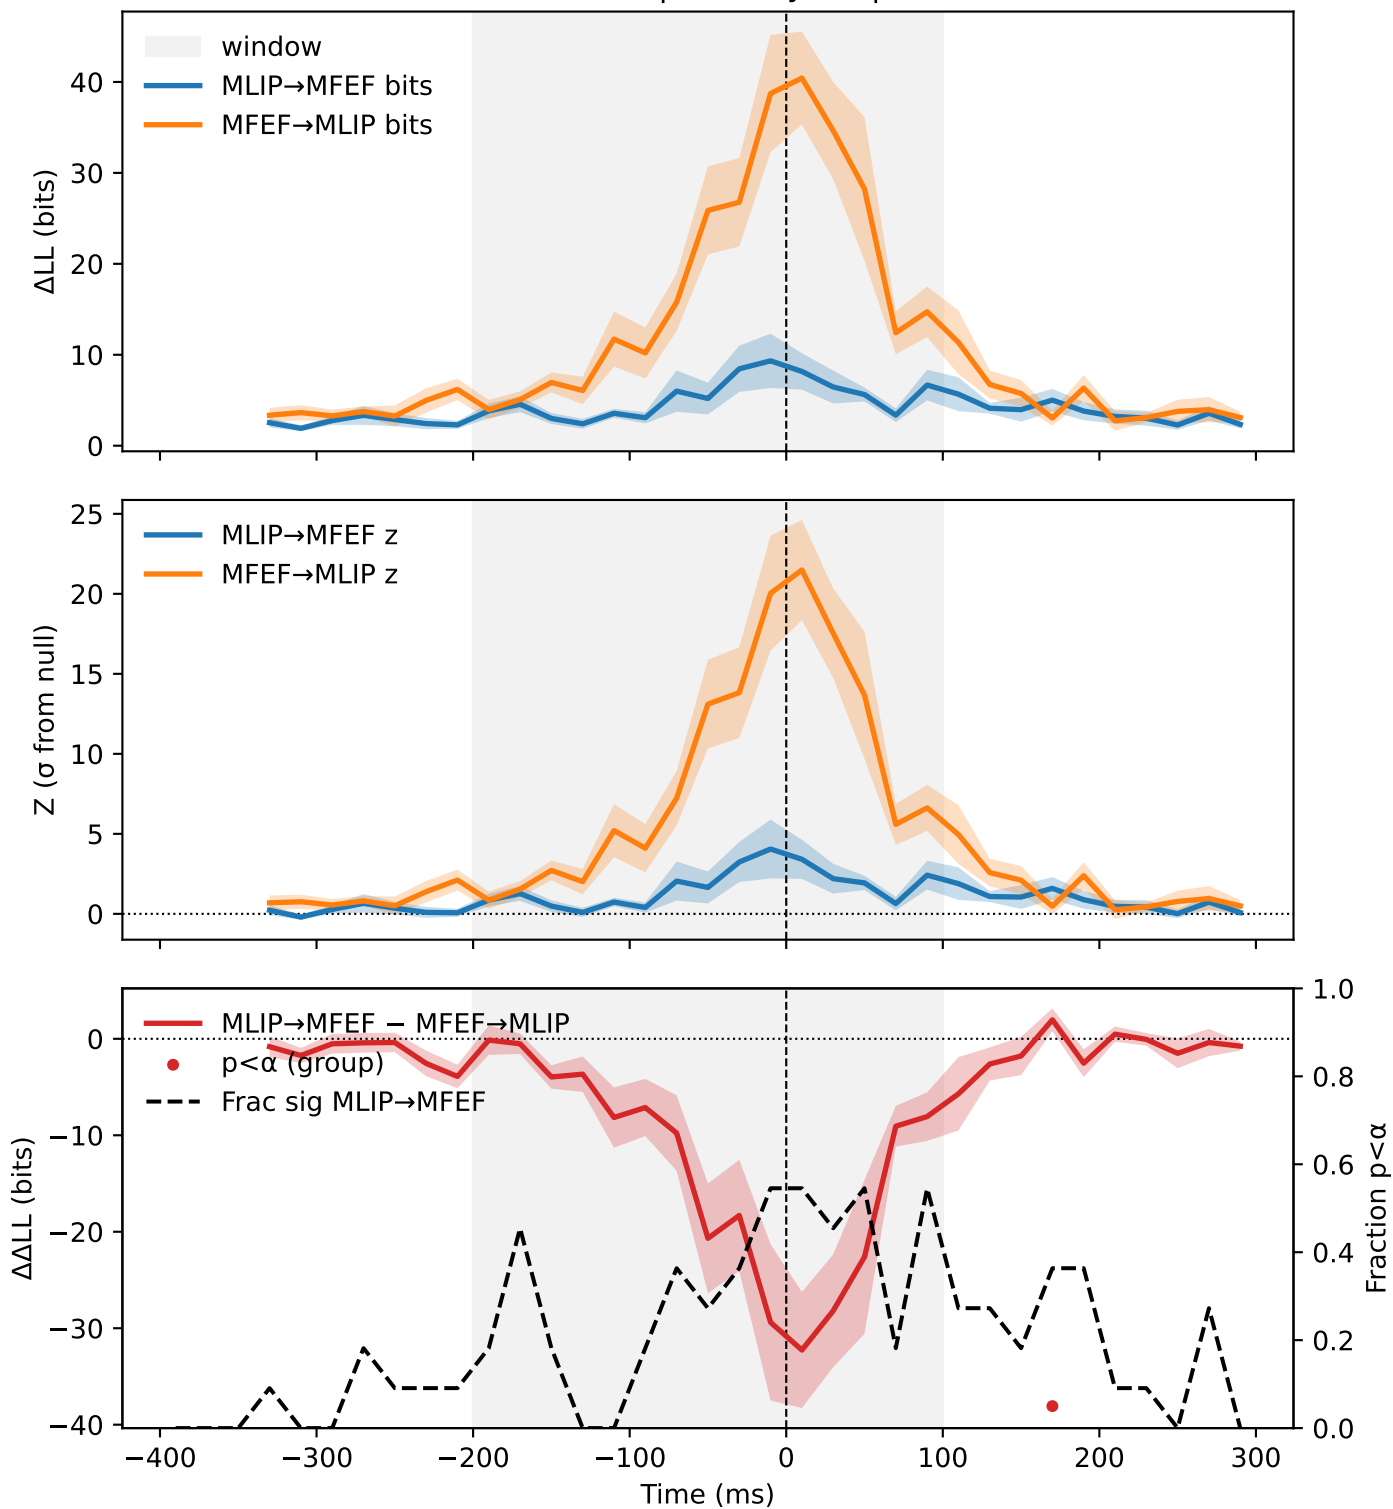 window
MLIP→MFEF bits
MFEF→MLIP bits
ΔLL (bits)
40
30
20
10
0
MLIP→MFEF z
MFEF→MLIP z
Z (σ from null)
25
20
15
10
5
0
MLIP→MFEF − MFEF→MLIP
p<α (group)
Frac sig MLIP→MFEF
ΔΔLL (bits)
0
−10
−20
−30
−40
1.0
0.8
0.6
0.4
0.2
0.0
Fraction p<α
−400 −300 −200 −100 0 100 200 300
Time (ms)